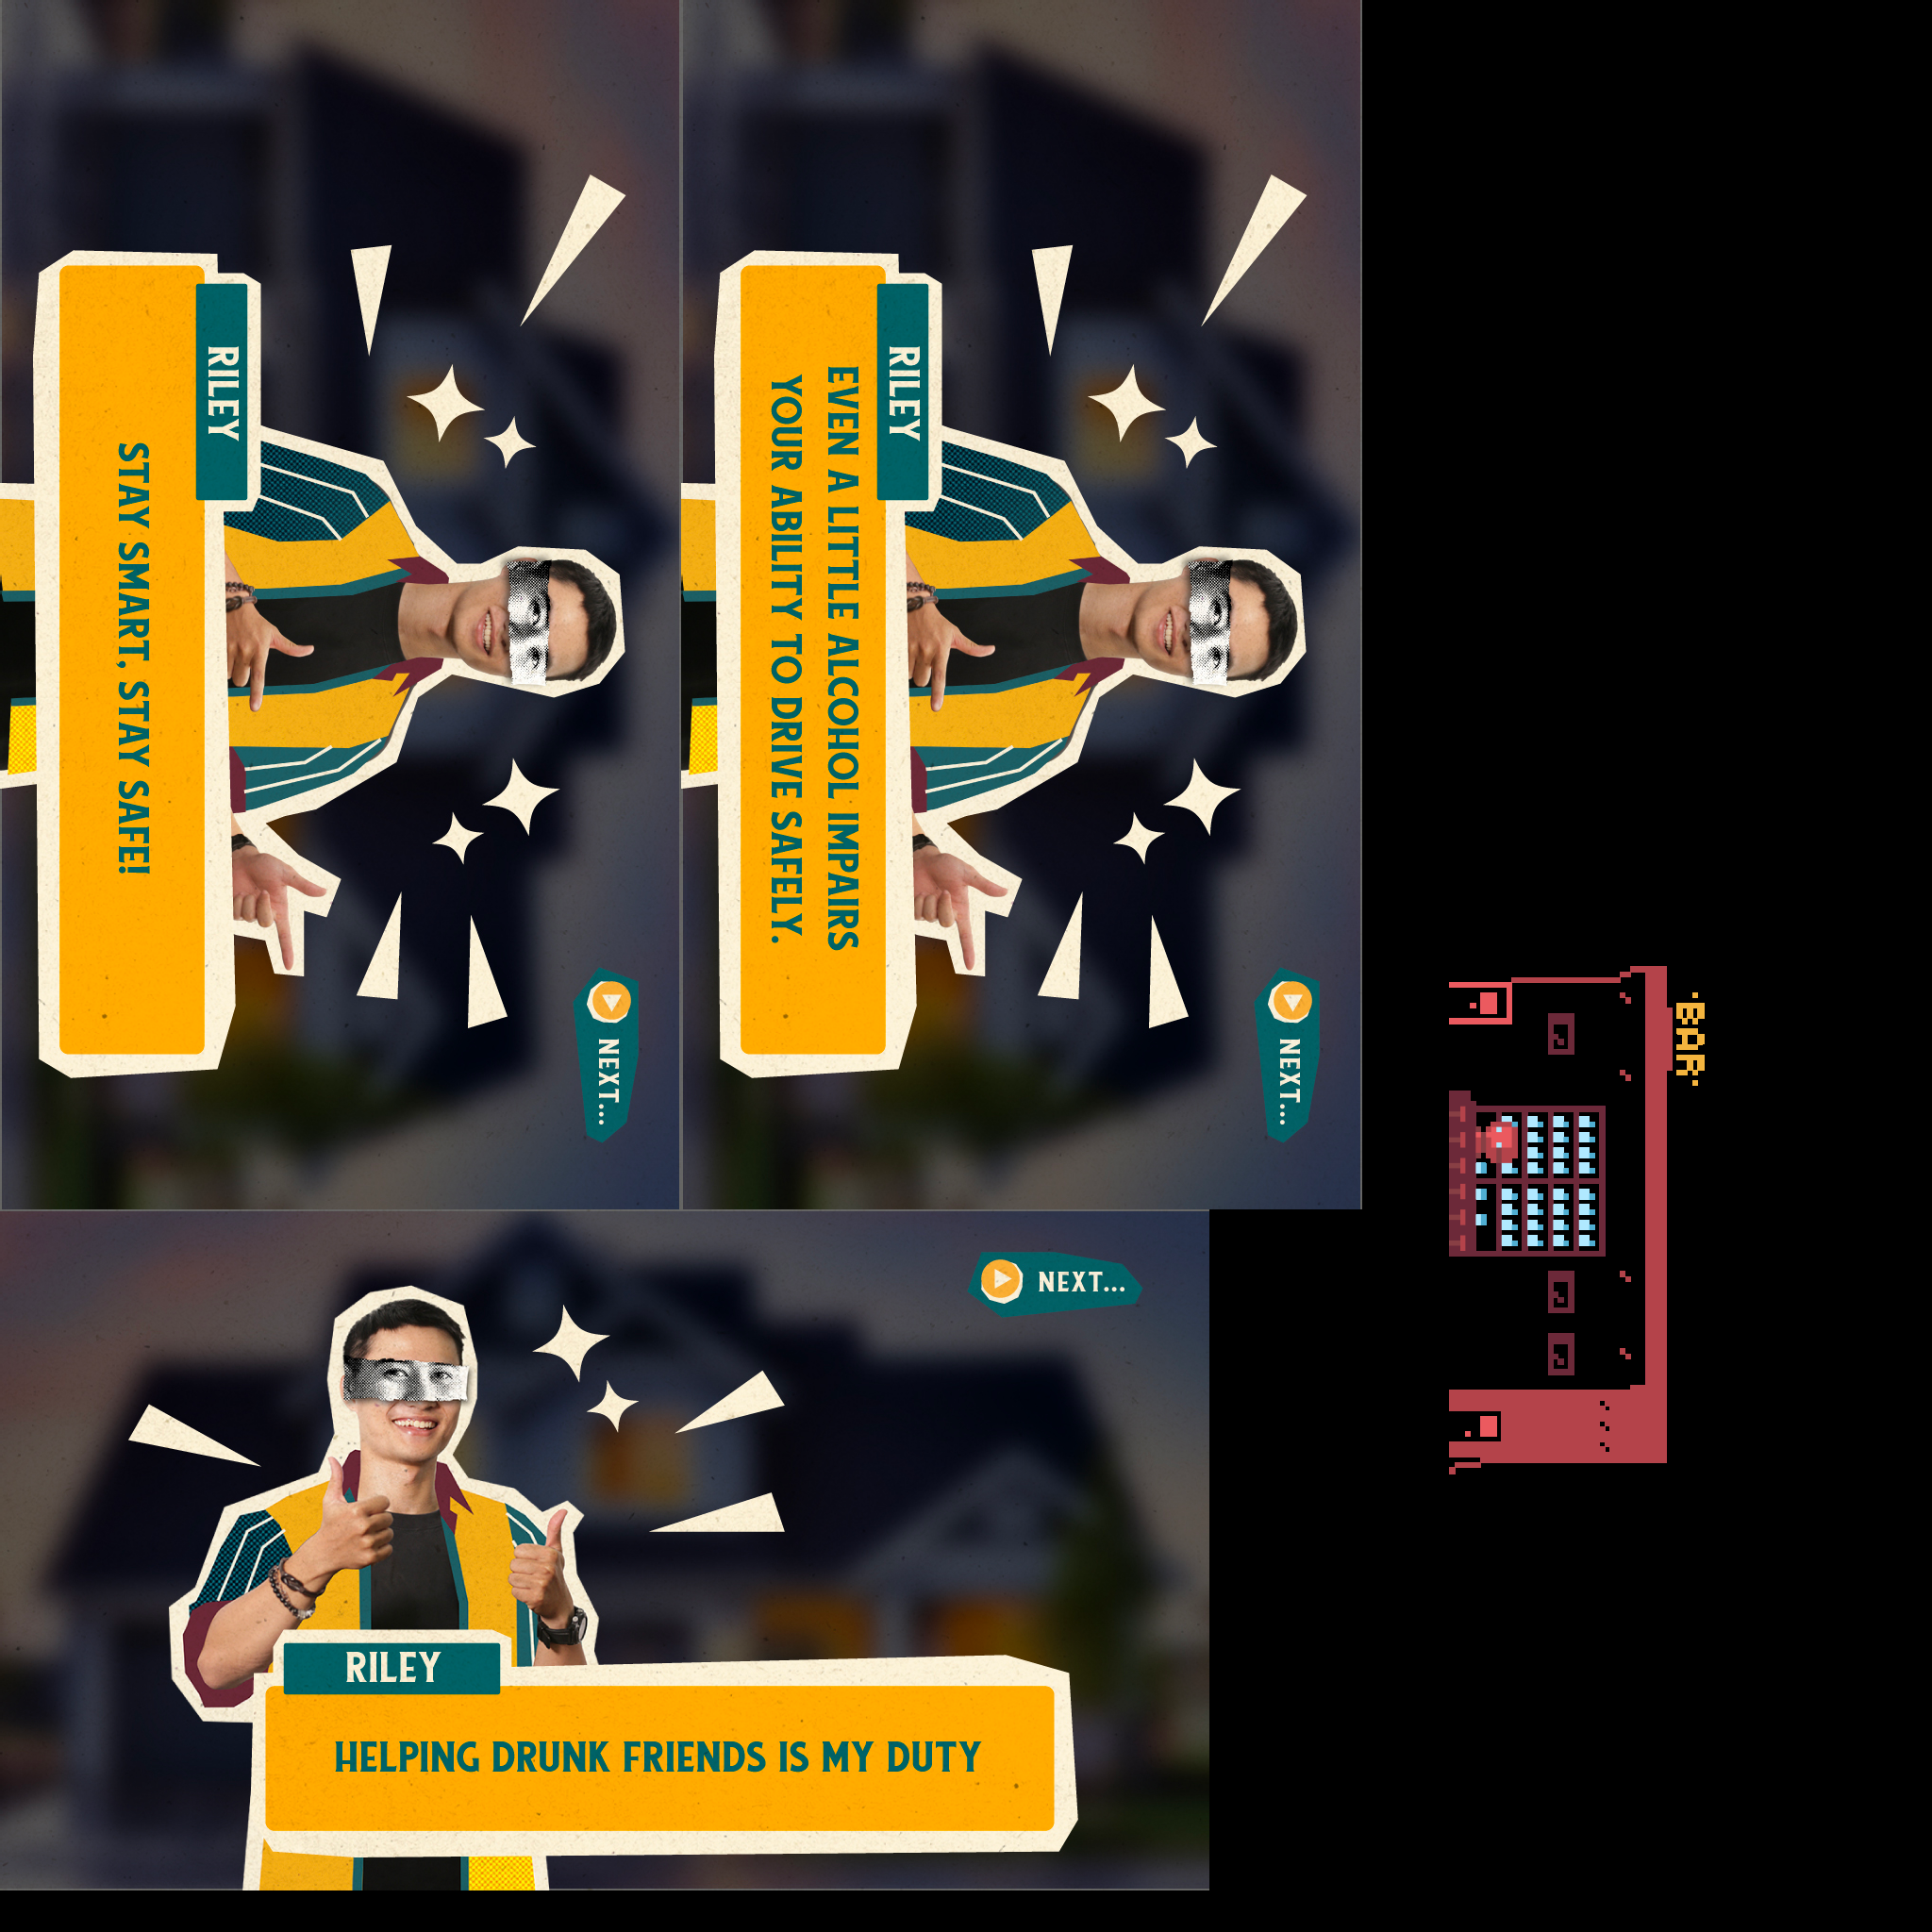 RILEY
STAY SMART, STAY SAFE!
NEXT...
RILEY
EVEN A LITTLE ALCOHOL IMPAIRS
YOUR ABILITY TO DRIVE SAFELY.
NEXT...
NEXT...
RILEY
HELPING DRUNK FRIENDS IS MY DUTY
BAR